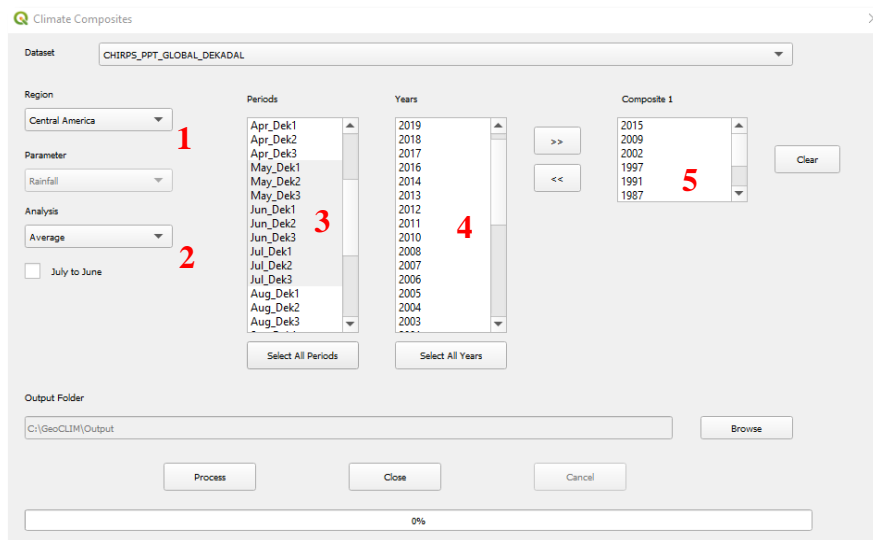 Climate Composites
Dataset
CHIRPS_PPT_GLOBAL_DEKADAL
Region
Central America
1
Parameter
Rainfall
Analysis
Average
2
July to June
Periods
Apr_Dek1
Apr_Dek2
Apr_Dek3
May_Dek1
May_Dek2
May_Dek3
Jun_Dek1
Jun_Dek2
Jun_Dek3
Jul_Dek1
Jul_Dek2
Jul_Dek3
Aug_Dek1
Aug_Dek2
Aug_Dek3
3
Select All Periods
Years
2019
2018
2017
2016
2014
2013
2012
2011
2010
2008
2007
2006
2005
2004
2003
4
Select All Years
>>
<<
Composite 1
2015
2009
2002
1997
1991
1987
5
Clear
Output Folder
C:\GeoCLIM\Output
Browse
Process
Close
Cancel
0%